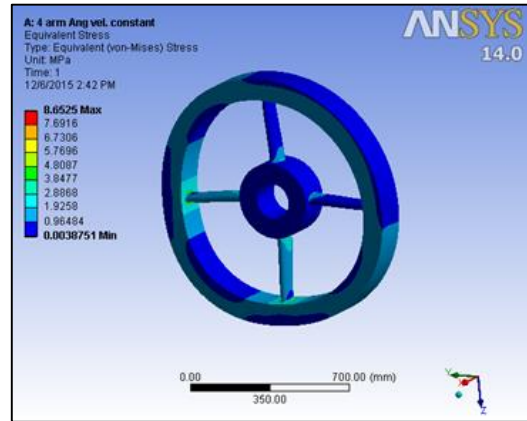 A: 4 arm Ang vel. constant
Equivalent Stress
Type: Equivalent (von-Mises) Stress
Unit: MPa
Time: 1
12/6/2015 2:42 PM
8.6525 Max
7.6916
6.7306
5.7696
4.8087
3.8477
2.8868
1.9258
0.96484
0.0038751 Min
ANSYS
14.0
0.00
700.00 (mm)
350.00
Y
X
Z